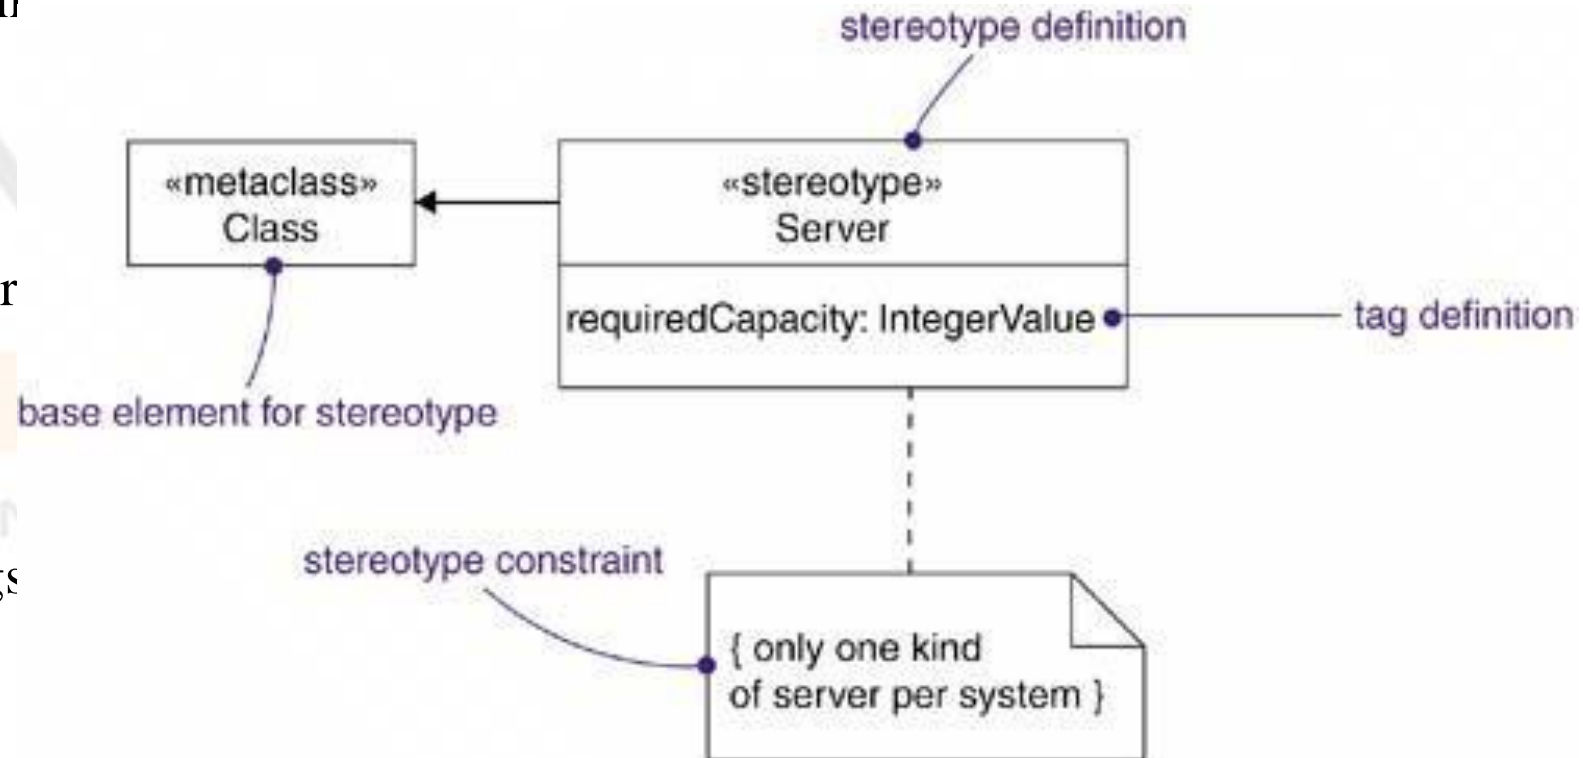 stereotype definition
«metaclass»
Class
«stereotype»
Server
requiredCapacity: IntegerValue
tag definition
base element for stereotype
stereotype constraint
{ only one kind
of server per system }